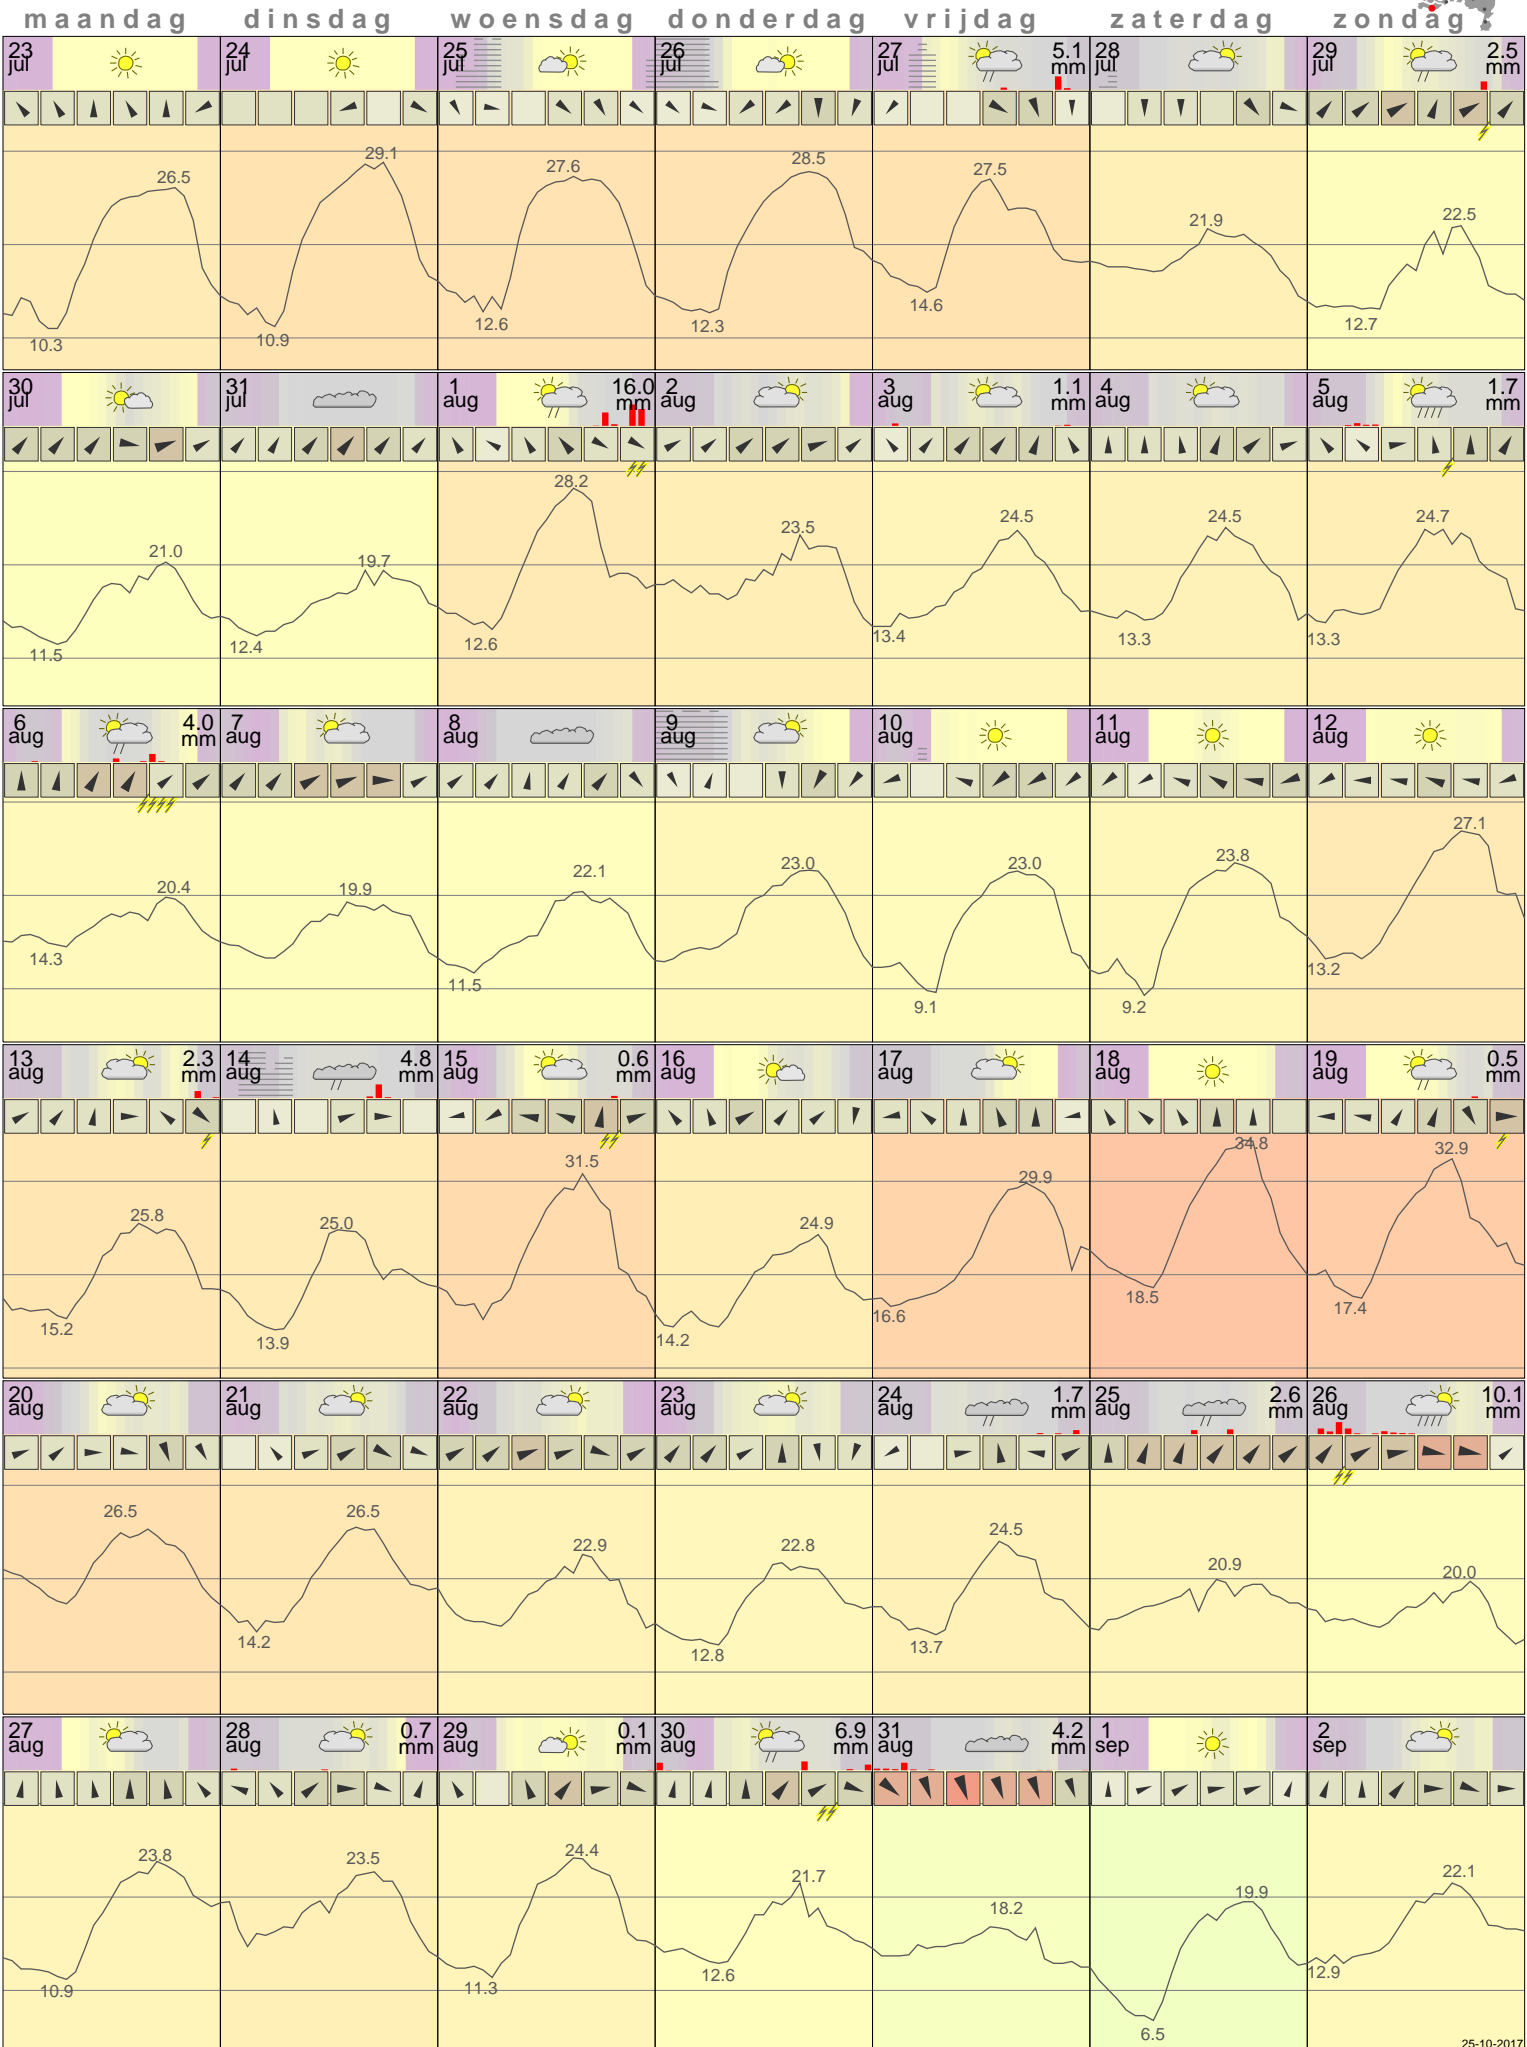 maandag dinsdag woensdag donderdag vrijdag zaterdag zondag
23 jul 24 jul 25 jul 26 jul 27 jul 5.1 mm 28 jul 29 jul 2.5 mm
26.5 29.1 27.6 28.5 27.5 21.9 22.5
10.3 10.9 12.6 12.3 14.6 12.7
30 jul 31 jul 1 aug 16.0 mm 2 aug 3 aug 1.1 mm 4 aug 5 aug 1.7 mm
21.0 19.7 28.2 23.5 24.5 24.5 24.7
11.5 12.4 12.6 13.4 13.3 13.3
6 aug 4.0 mm 7 aug 8 aug 9 aug 10 aug 11 aug 12 aug
20.4 19.9 22.1 23.0 23.0 23.8 27.1
14.3 11.5 9.1 9.2 13.2
13 aug 2.3 mm 14 aug 4.8 mm 15 aug 0.6 mm 16 aug 17 aug 18 aug 19 aug 0.5 mm
25.8 25.0 31.5 24.9 29.9 34.8 32.9
15.2 13.9 14.2 16.6 18.5 17.4
20 aug 21 aug 22 aug 23 aug 24 aug 1.7 mm 25 aug 2.6 mm 26 aug 10.1 mm
26.5 26.5 22.9 22.8 24.5 20.9 20.0
14.2 12.8 13.7
27 aug 28 aug 0.7 mm 29 aug 0.1 mm 30 aug 6.9 mm 31 aug 4.2 mm 1 sep 2 sep
23.8 23.5 24.4 21.7 18.2 19.9 22.1
10.9 11.3 12.6 6.5 12.9
25-10-2017